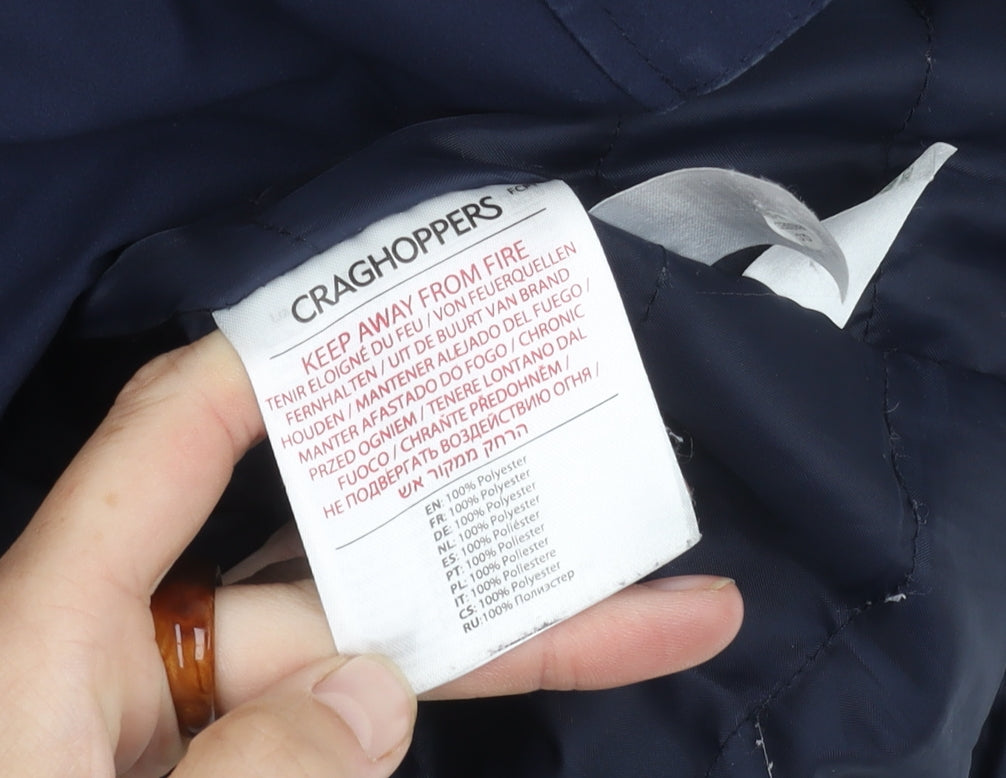 CRAGHOPPERS
KEEP AWAY FROM FIRE
TENIR ELOIGNÉ DU FEU / VON FEUERQUELLEN
FERNHALTEN / UIT DE BUURT VAN BRAND
HOUDEN / MANTENER ALEJADO DEL FUEGO /
MANTER AFASTADO DO FOGO / CHRONIC
PRZED OGNIEM / TENERE LONTANO DAL
FUOCO / CHRAŇTE PŘEDOHNĚM /
НЕ ПОДВЕРГАТЬ ВОЗДЕЙСТВИЮ ОГНЯ /
הרחק ממקור אש
EN: 100% Polyester
FR: 100% Polyester
DE: 100% Polyester
NL: 100% Polyester
ES: 100% Poliéster
PT: 100% Poliester
PL: 100% Poliester
IT: 100% Poliestere
CS: 100% Polyester
RU:100% Полиэстер